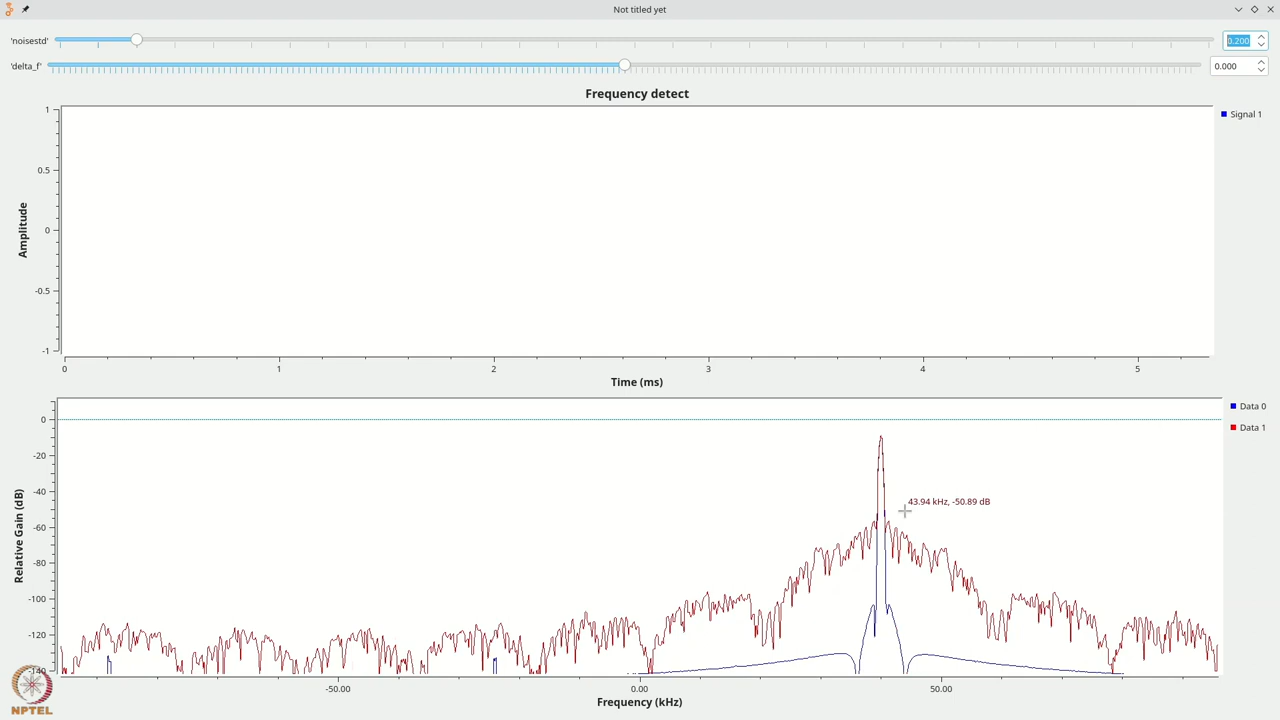 Not titled yet
'noisestd'
0.200
'delta_f'
0.000
Frequency detect
1
0.5
0
-0.5
-1
Amplitude
Signal 1
0
1
2
3
4
5
Time (ms)
0
-20
-40
-60
-80
-100
-120
-140
Relative Gain (dB)
Data 0
Data 1
43.94 kHz, -50.89 dB
-50.00
0.00
50.00
Frequency (kHz)
NPTEL